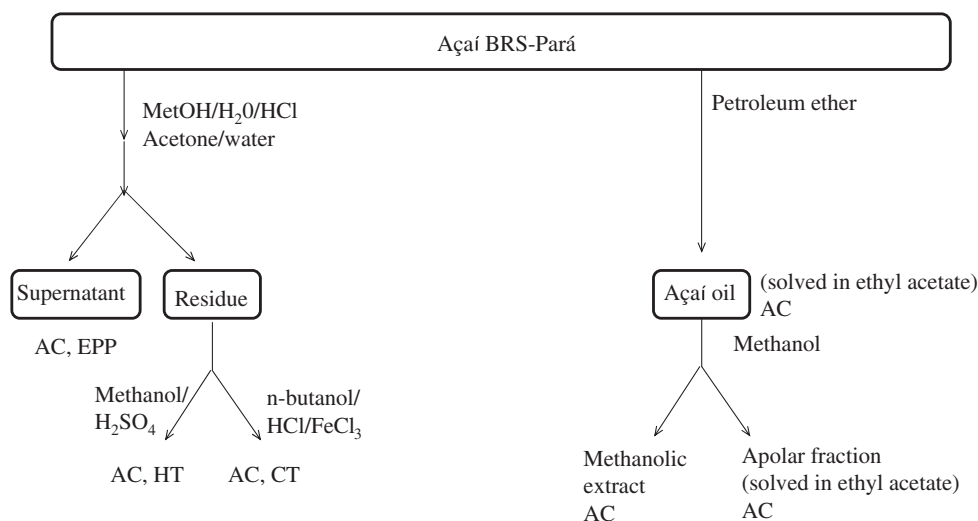 Açaí BRS-Pará
MetOH/H₂0/HCl
Acetone/water
Petroleum ether
Supernatant
Residue
Açaí oil
(solved in ethyl acetate)
AC
AC, EPP
Methanol
Methanol/
H₂SO₄
n-butanol/
HCl/FeCl₃
AC, HT
AC, CT
Methanolic
extract
AC
Apolar fraction
(solved in ethyl acetate)
AC